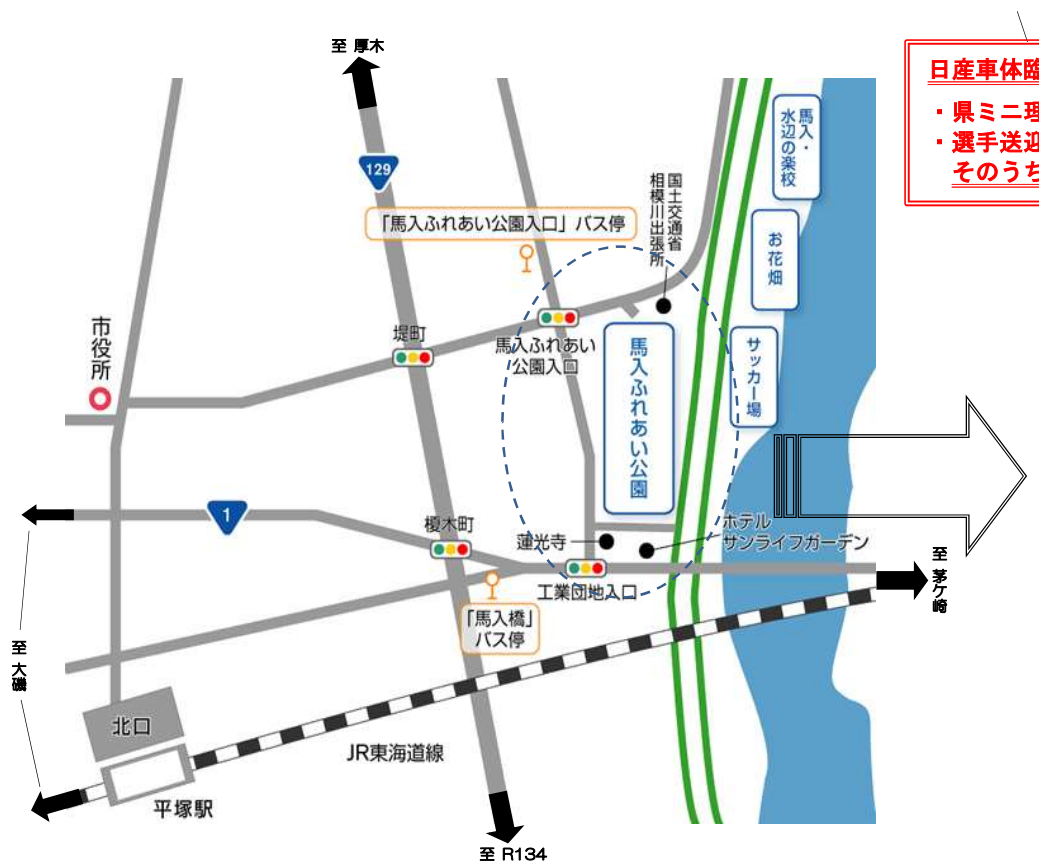 至 厚木
日産車体臨
・県ミニ理
・選手送迎
そのうち
129
馬入・
水辺の楽校
国土交通省
相模川出張所
「馬入ふれあい公園入口」バス停
お花畑
市役所
堤町
馬入ふれあい
公園入口
馬入ふれあい公園
サッカー場
1
榎木町
蓮光寺
ホテル
サンライフガーデン
工業団地入口
至 茅ケ崎
「馬入橋」
バス停
至 大磯
北口
JR東海道線
平塚駅
至 R134